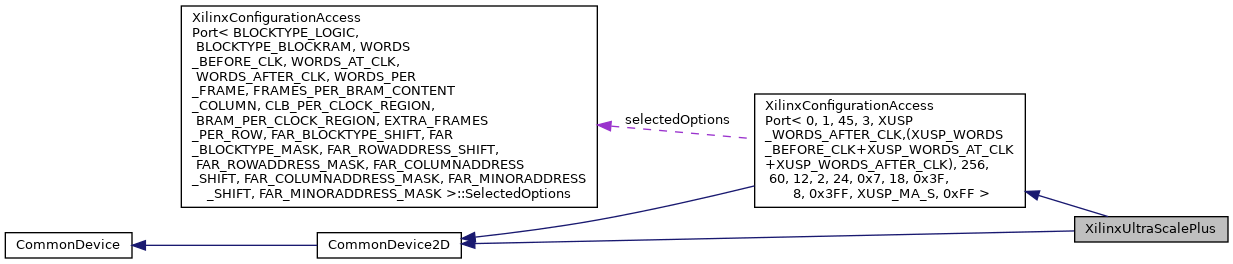 XilinxConfigurationAccess
Port< BLOCKTYPE_LOGIC,
BLOCKTYPE_BLOCKRAM, WORDS
_BEFORE_CLK, WORDS_AT_CLK,
WORDS_AFTER_CLK, WORDS_PER
_FRAME, FRAMES_PER_BRAM_CONTENT
_COLUMN, CLB_PER_CLOCK_REGION,
BRAM_PER_CLOCK_REGION, EXTRA_FRAMES
_PER_ROW, FAR_BLOCKTYPE_SHIFT, FAR
_BLOCKTYPE_MASK, FAR_ROWADDRESS_SHIFT,
FAR_ROWADDRESS_MASK, FAR_COLUMNADDRESS
_SHIFT, FAR_COLUMNADDRESS_MASK, FAR_MINORADDRESS
_SHIFT, FAR_MINORADDRESS_MASK >::SelectedOptions
selectedOptions
XilinxConfigurationAccess
Port< 0, 1, 45, 3, XUSP
_WORDS_AFTER_CLK,(XUSP_WORDS
_BEFORE_CLK+XUSP_WORDS_AT_CLK
+XUSP_WORDS_AFTER_CLK), 256,
60, 12, 2, 24, 0x7, 18, 0x3F,
8, 0x3FF, XUSP_MA_S, 0xFF >
CommonDevice
CommonDevice2D
XilinxUltraScalePlus